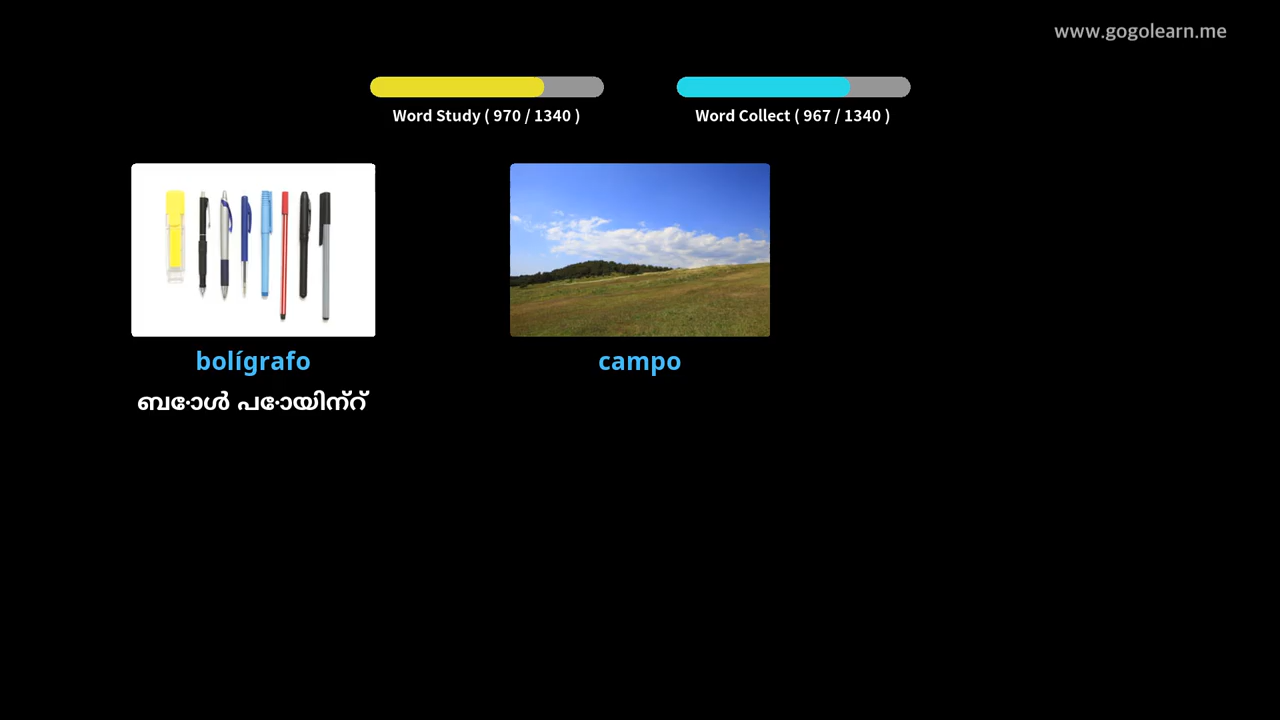 www.gogolearn.me
Word Study ( 970 / 1340 )
Word Collect ( 967 / 1340 )
bolígrafo
campo
ബോൾ പോയിന്റ്